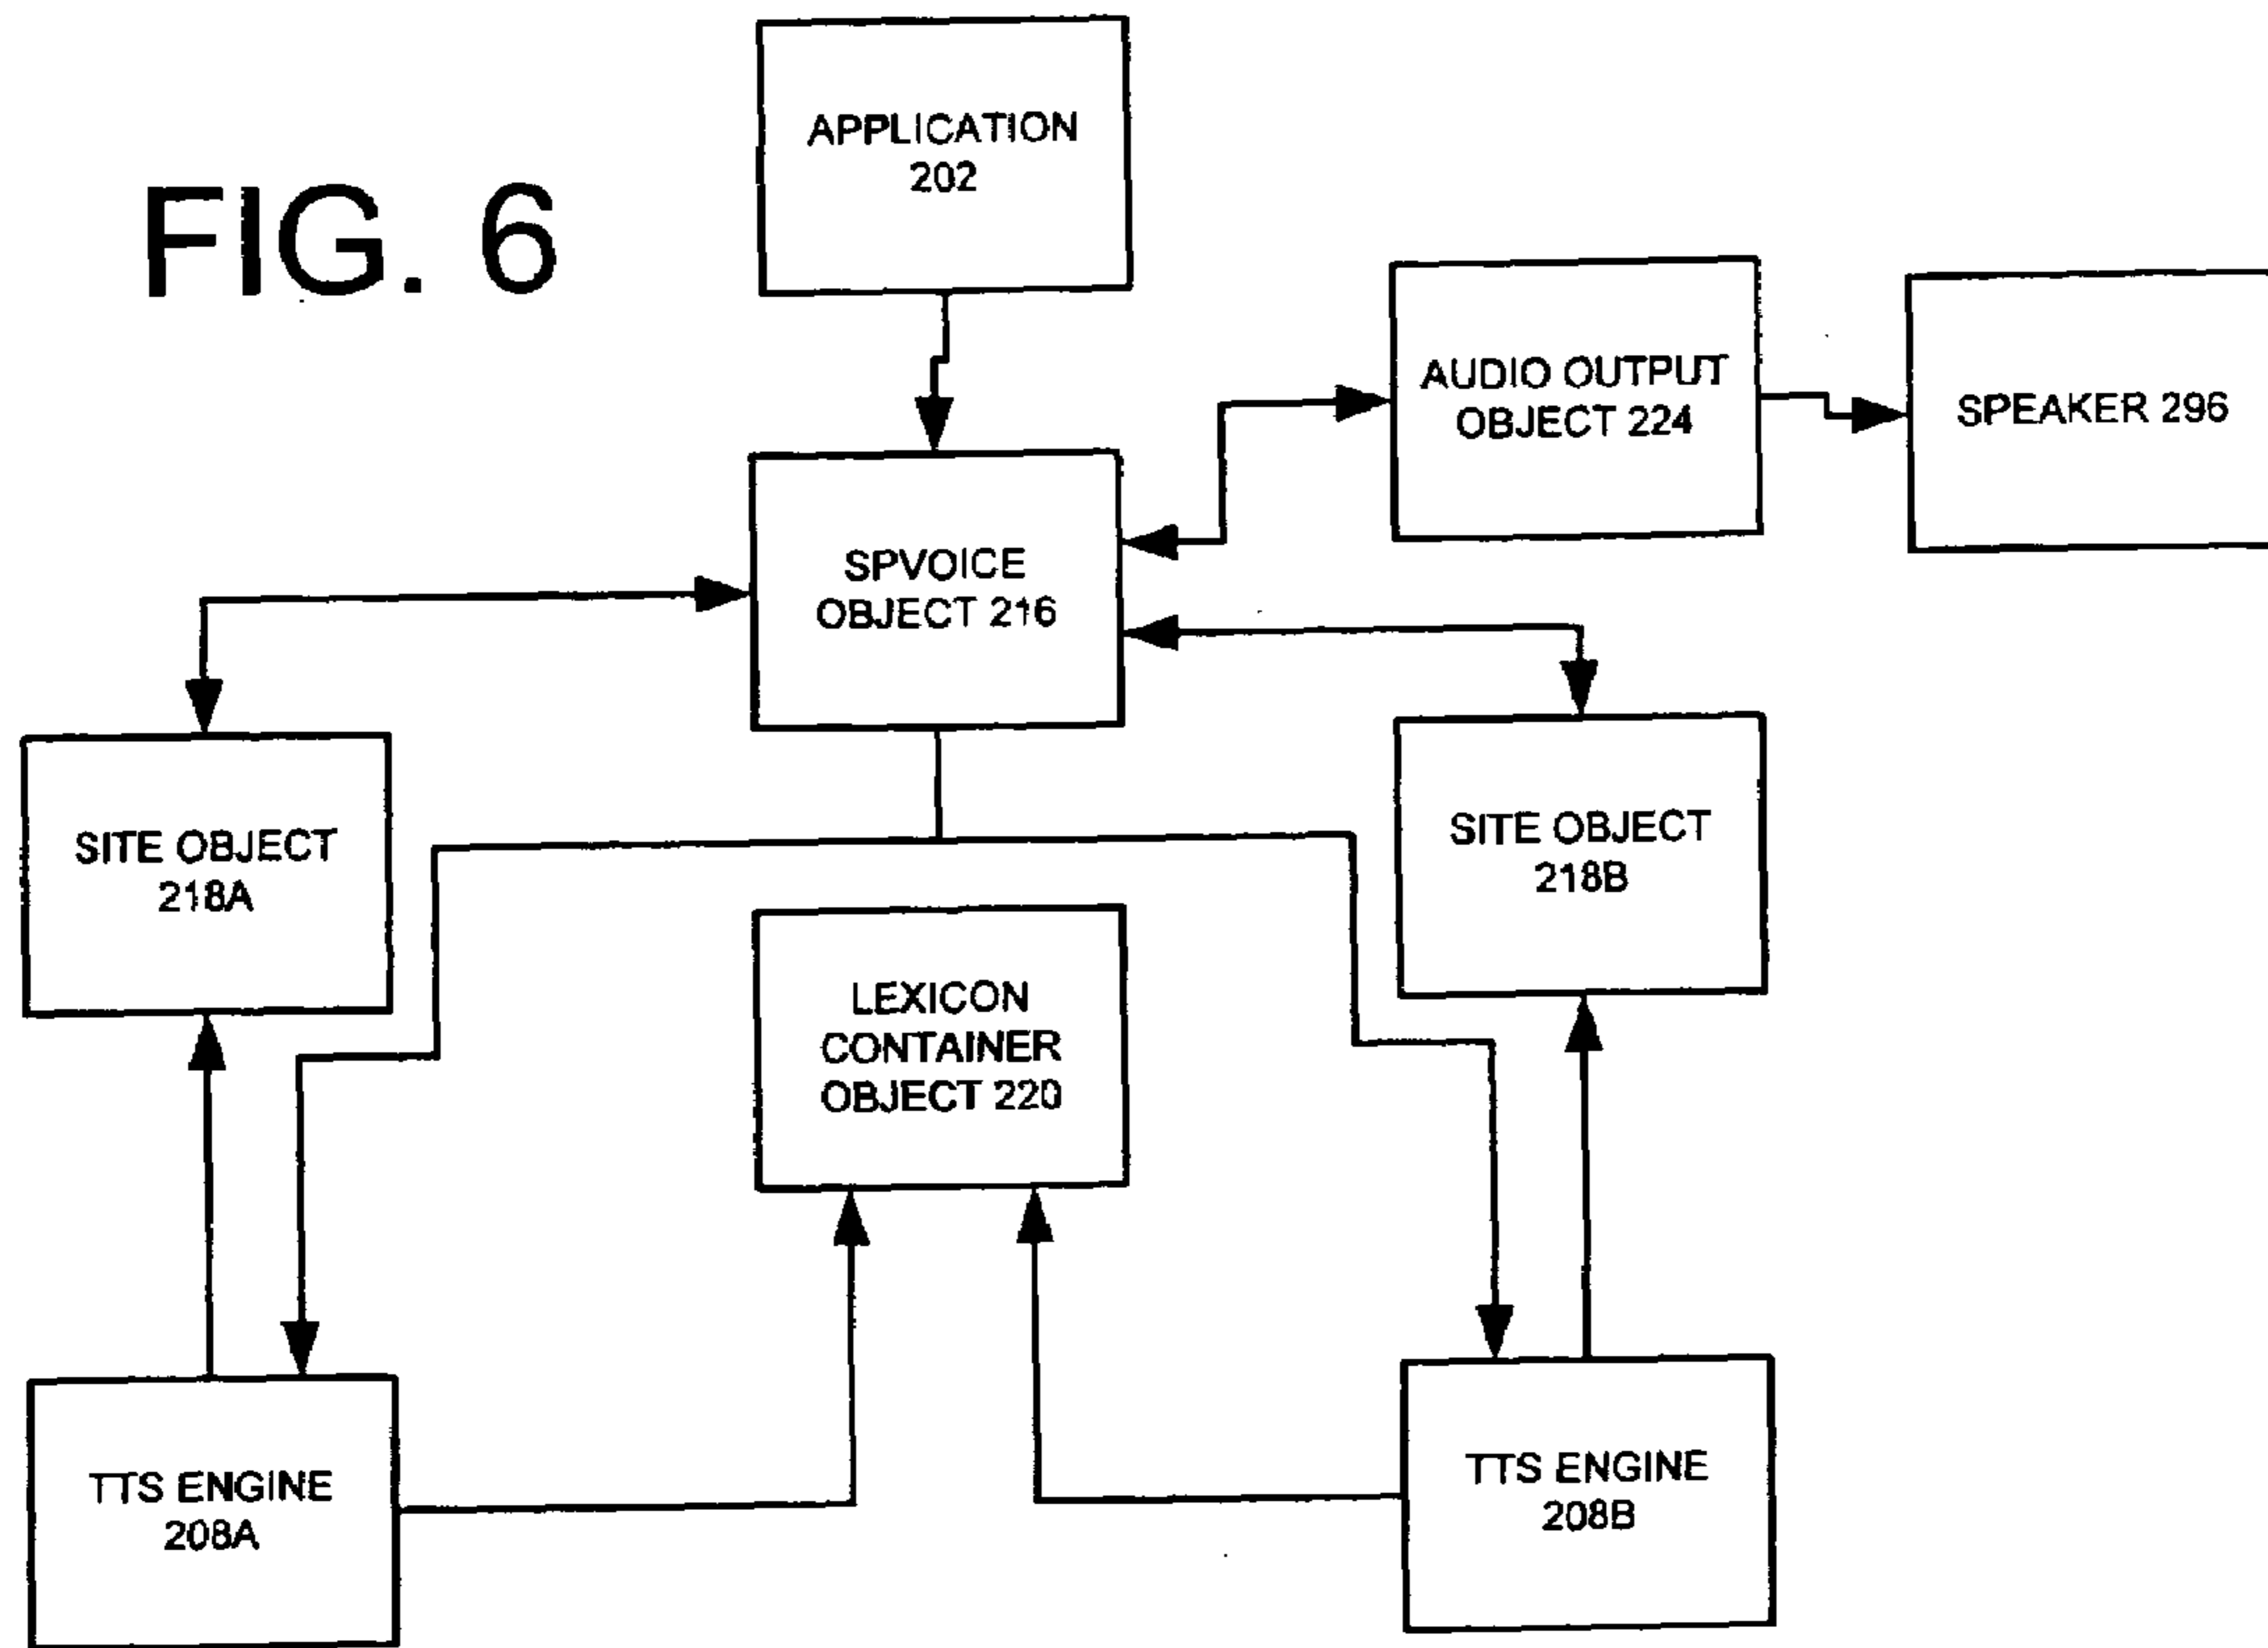 FIG. 6
APPLICATION
202
AUDIO OUTPUT
OBJECT 224
SPEAKER 296
SPVOICE
OBJECT 216
SITE OBJECT
218A
SITE OBJECT
218B
LEXICON
CONTAINER
OBJECT 220
TTS ENGINE
208A
TTS ENGINE
208B